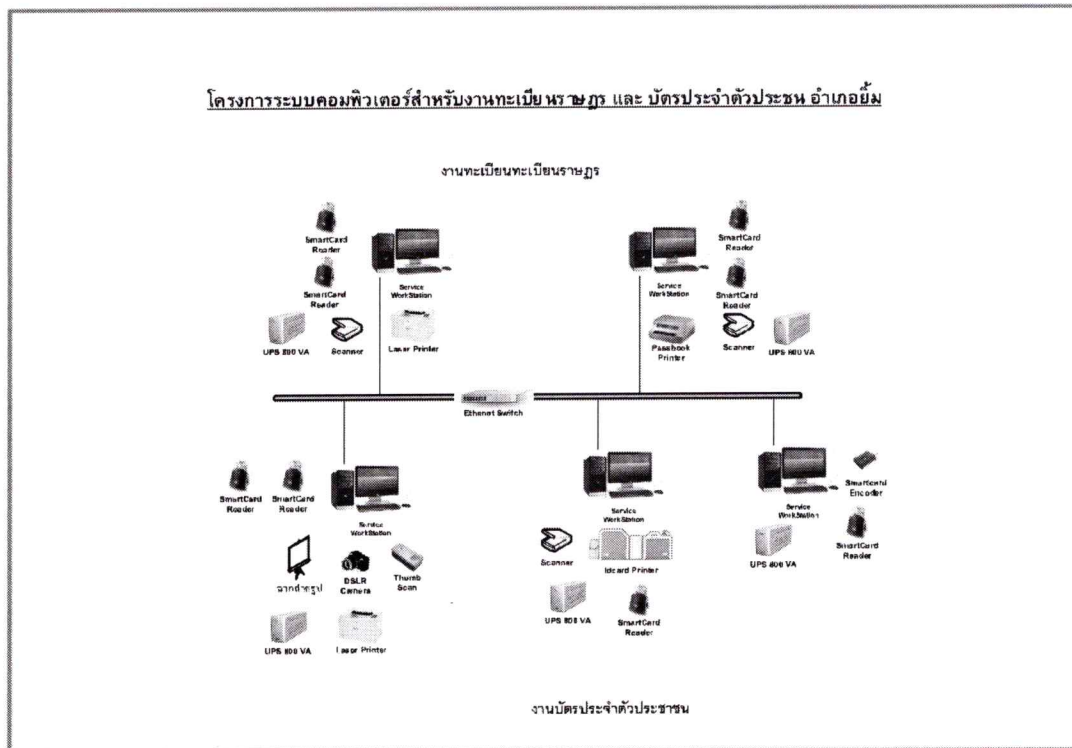 โครงการระบบคอมพิวเตอร์สำหรับงานทะเบียนราษฎร และ บัตรประจำตัวประชน อำเภอยิ้ม
งานทะเบียนทะเบียนราษฎร
SmartCard
Reader
SmartCard
Reader
Service
WorkStation
UPS 800 VA
Scanner
Laser Printer
SmartCard
Reader
Service
WorkStation
SmartCard
Reader
Passbook
Printer
Scanner
UPS 800 VA
Ethenet Switch
SmartCard
Reader
SmartCard
Reader
Service
WorkStation
ฉากถ่ายรูป
DSLR
Camera
Thumb
Scan
UPS 800 VA
Laser Printer
Service
WorkStation
Scanner
Idcard Printer
UPS 800 VA
SmartCard
Reader
Service
WorkStation
Smartcard
Encoder
UPS 800 VA
SmartCard
Reader
งานบัตรประจำตัวประชาชน